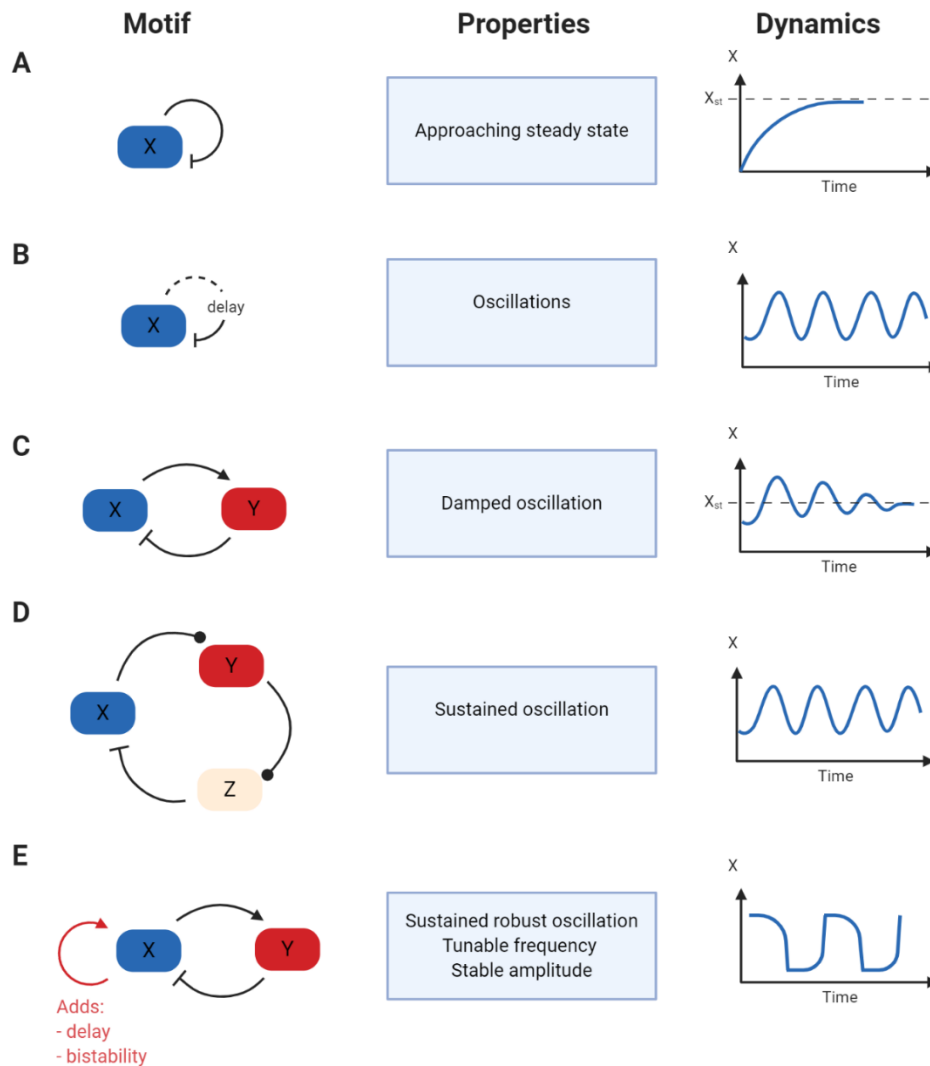 Motif Properties Dynamics
A
X
Approaching steady state
X
Xst
Time
B
X
delay
Oscillations
X
Time
C
X
Y
Damped oscillation
X
Xst
Time
D
X
Y
Z
Sustained oscillation
X
Time
E
X
Y
Adds:
- delay
- bistability
Sustained robust oscillation
Tunable frequency
Stable amplitude
X
Time